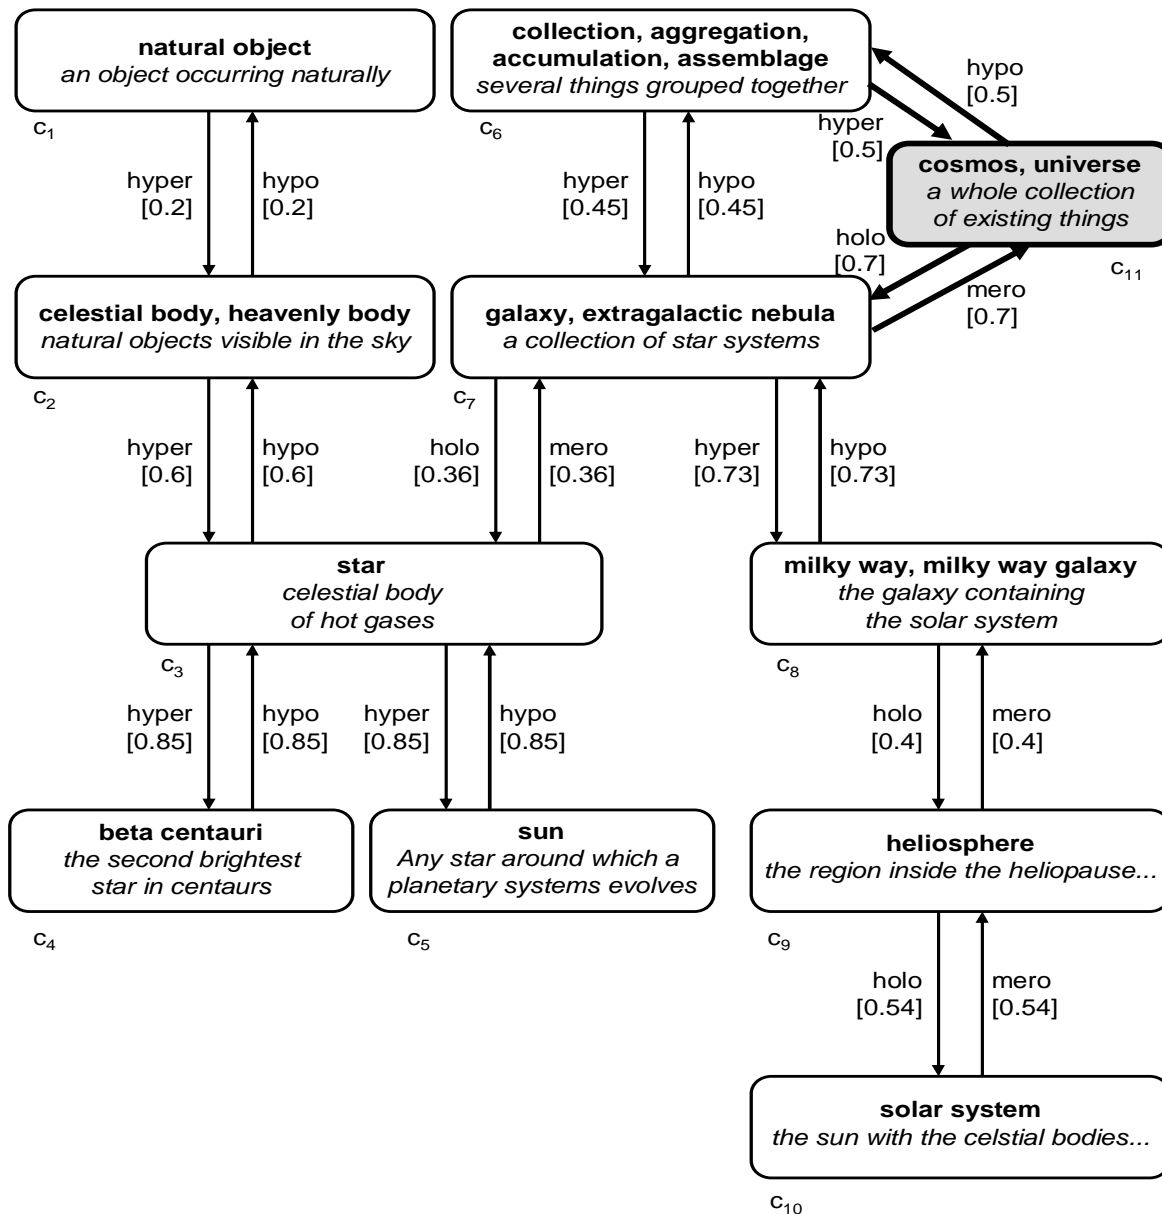 natural object
an object occurring naturally
c1
collection, aggregation,
accumulation, assemblage
several things grouped together
c6
hypo
[0.5]
hyper
[0.5]
cosmos, universe
a whole collection
of existing things
c11
hyper
[0.2]
hypo
[0.2]
hyper
[0.45]
hypo
[0.45]
holo
[0.7]
mero
[0.7]
celestial body, heavenly body
natural objects visible in the sky
c2
galaxy, extragalactic nebula
a collection of star systems
c7
hyper
[0.6]
hypo
[0.6]
holo
[0.36]
mero
[0.36]
hyper
[0.73]
hypo
[0.73]
star
celestial body
of hot gases
c3
milky way, milky way galaxy
the galaxy containing
the solar system
c8
hyper
[0.85]
hypo
[0.85]
hyper
[0.85]
hypo
[0.85]
holo
[0.4]
mero
[0.4]
beta centauri
the second brightest
star in centaurs
c4
sun
Any star around which a
planetary systems evolves
c5
heliosphere
the region inside the heliopause...
c9
holo
[0.54]
mero
[0.54]
solar system
the sun with the celstial bodies...
c10